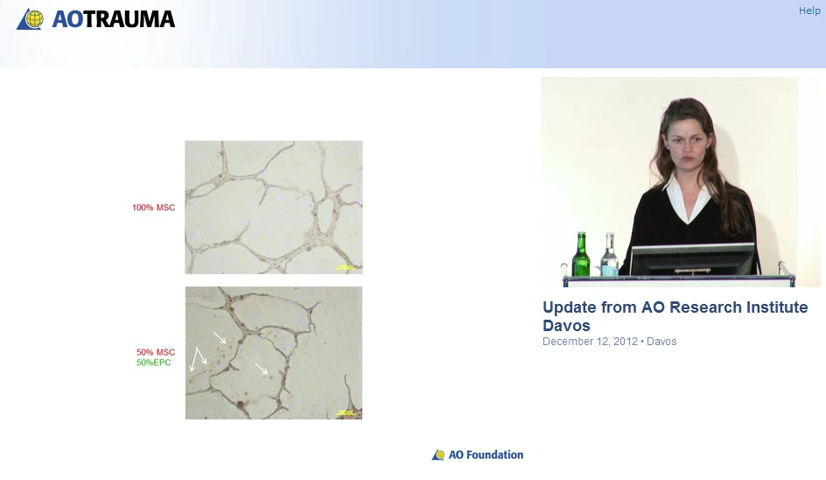 AOTRAUMA
Help
100% MSC
50% MSC
50%EPC
Update from AO Research Institute
Davos
December 12, 2012 • Davos
AO Foundation